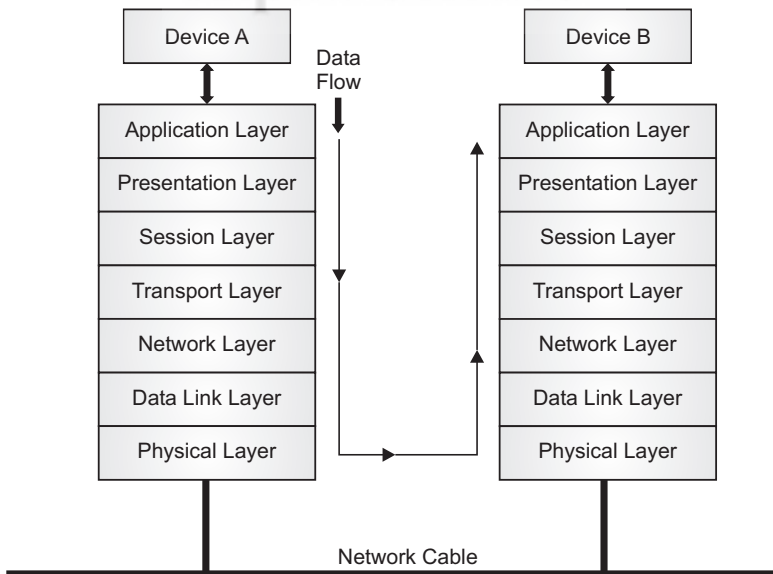 Device A
Data
Flow
Device B
Application Layer
Presentation Layer
Session Layer
Transport Layer
Network Layer
Data Link Layer
Physical Layer
Application Layer
Presentation Layer
Session Layer
Transport Layer
Network Layer
Data Link Layer
Physical Layer
Network Cable